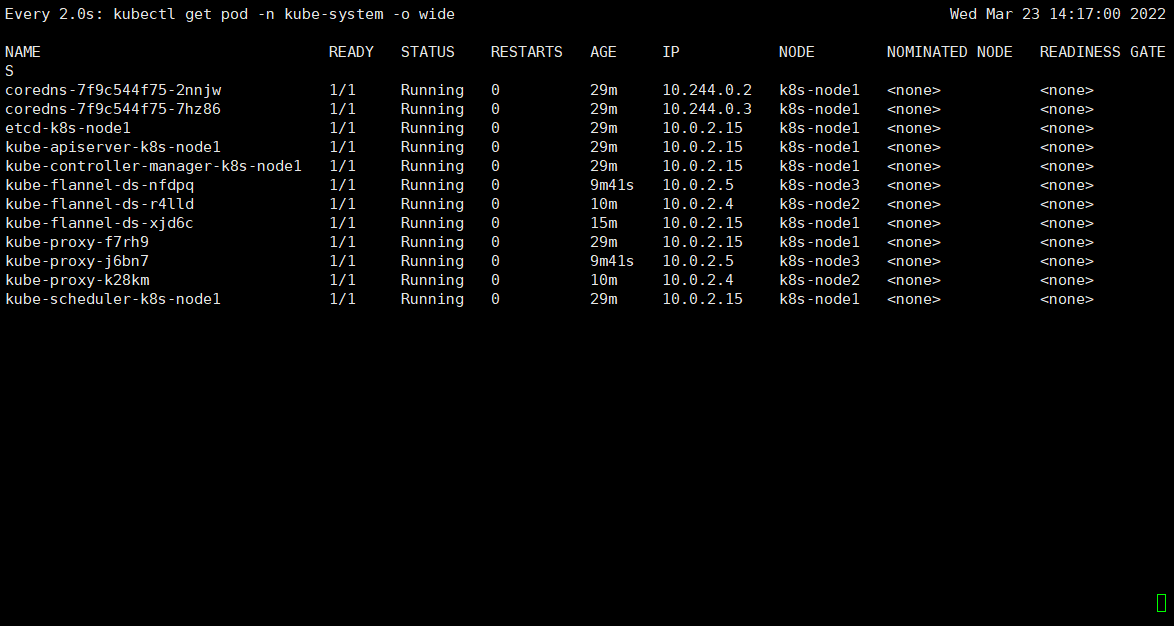 Every 2.0s: kubectl get pod -n kube-system -o wide                                                       Wed Mar 23 14:17:00 2022

NAME                                READY   STATUS    RESTARTS   AGE     IP           NODE        NOMINATED NODE   READINESS GATE
S
coredns-7f9c544f75-2nnjw            1/1     Running   0          29m     10.244.0.2   k8s-node1   <none>           <none>
coredns-7f9c544f75-7hz86            1/1     Running   0          29m     10.244.0.3   k8s-node1   <none>           <none>
etcd-k8s-node1                      1/1     Running   0          29m     10.0.2.15    k8s-node1   <none>           <none>
kube-apiserver-k8s-node1            1/1     Running   0          29m     10.0.2.15    k8s-node1   <none>           <none>
kube-controller-manager-k8s-node1   1/1     Running   0          29m     10.0.2.15    k8s-node1   <none>           <none>
kube-flannel-ds-nfdpq               1/1     Running   0          9m41s   10.0.2.5     k8s-node3   <none>           <none>
kube-flannel-ds-r4lld               1/1     Running   0          10m     10.0.2.4     k8s-node2   <none>           <none>
kube-flannel-ds-xjd6c               1/1     Running   0          15m     10.0.2.15    k8s-node1   <none>           <none>
kube-proxy-f7rh9                    1/1     Running   0          29m     10.0.2.15    k8s-node1   <none>           <none>
kube-proxy-j6bn7                    1/1     Running   0          9m41s   10.0.2.5     k8s-node3   <none>           <none>
kube-proxy-k28km                    1/1     Running   0          10m     10.0.2.4     k8s-node2   <none>           <none>
kube-scheduler-k8s-node1            1/1     Running   0          29m     10.0.2.15    k8s-node1   <none>           <none>